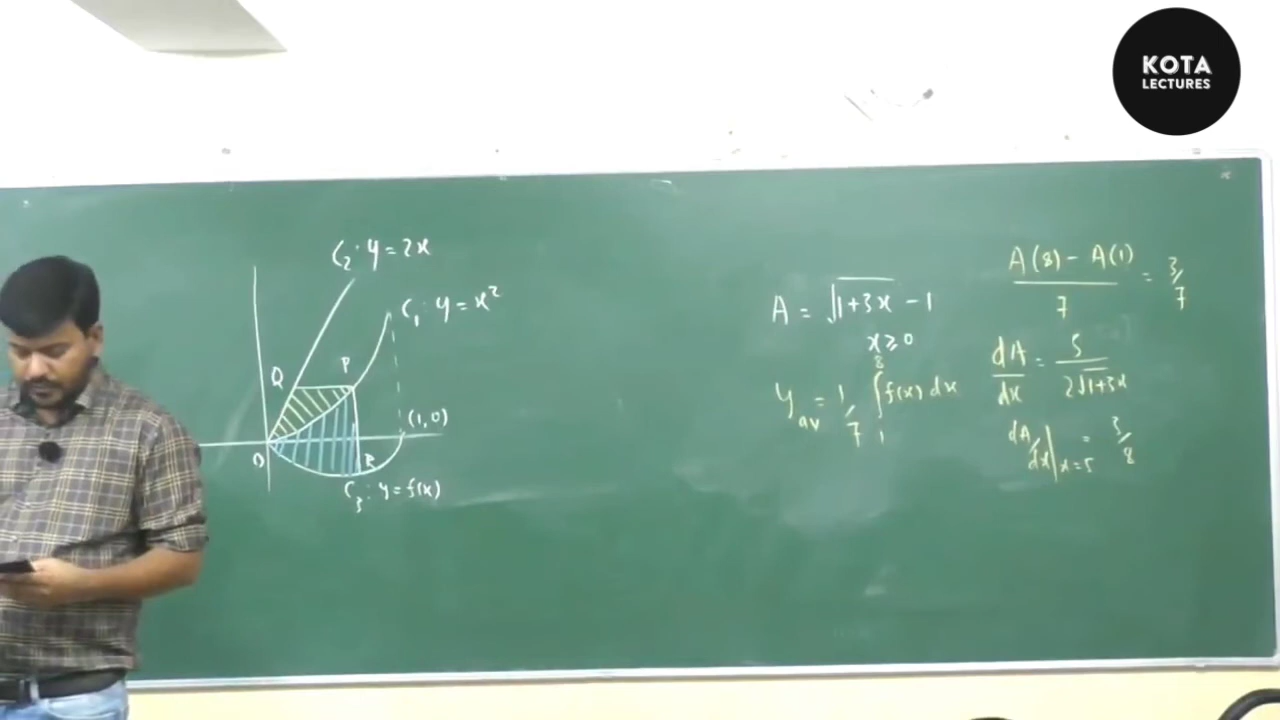 KOTA
LECTURES
C₂: y = 2x
C₁: y = x²
Q
P
(1,0)
O
R
C₃: y = f(x)
A = √(1+3x) - 1
x ≥ 0
y_av = 1/7 ∫₁⁸ f(x) dx
(A(8) - A(1))/7 = 3/7
dA/dx = 5/(2√(1+3x))
dA/dx|ₓ₌₅ = 3/8